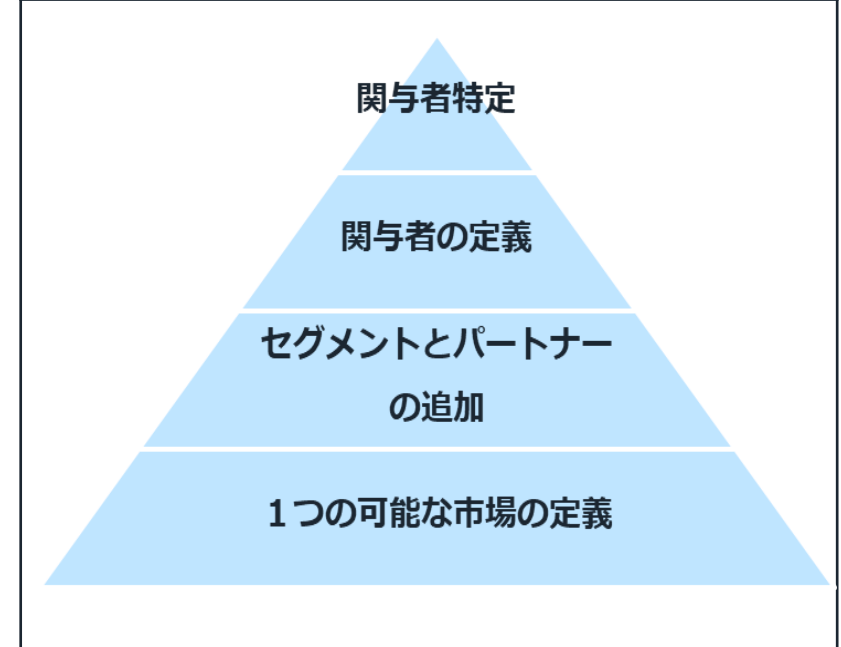 関与者特定
関与者の定義
セグメントとパートナー
の追加
１つの可能な市場の定義